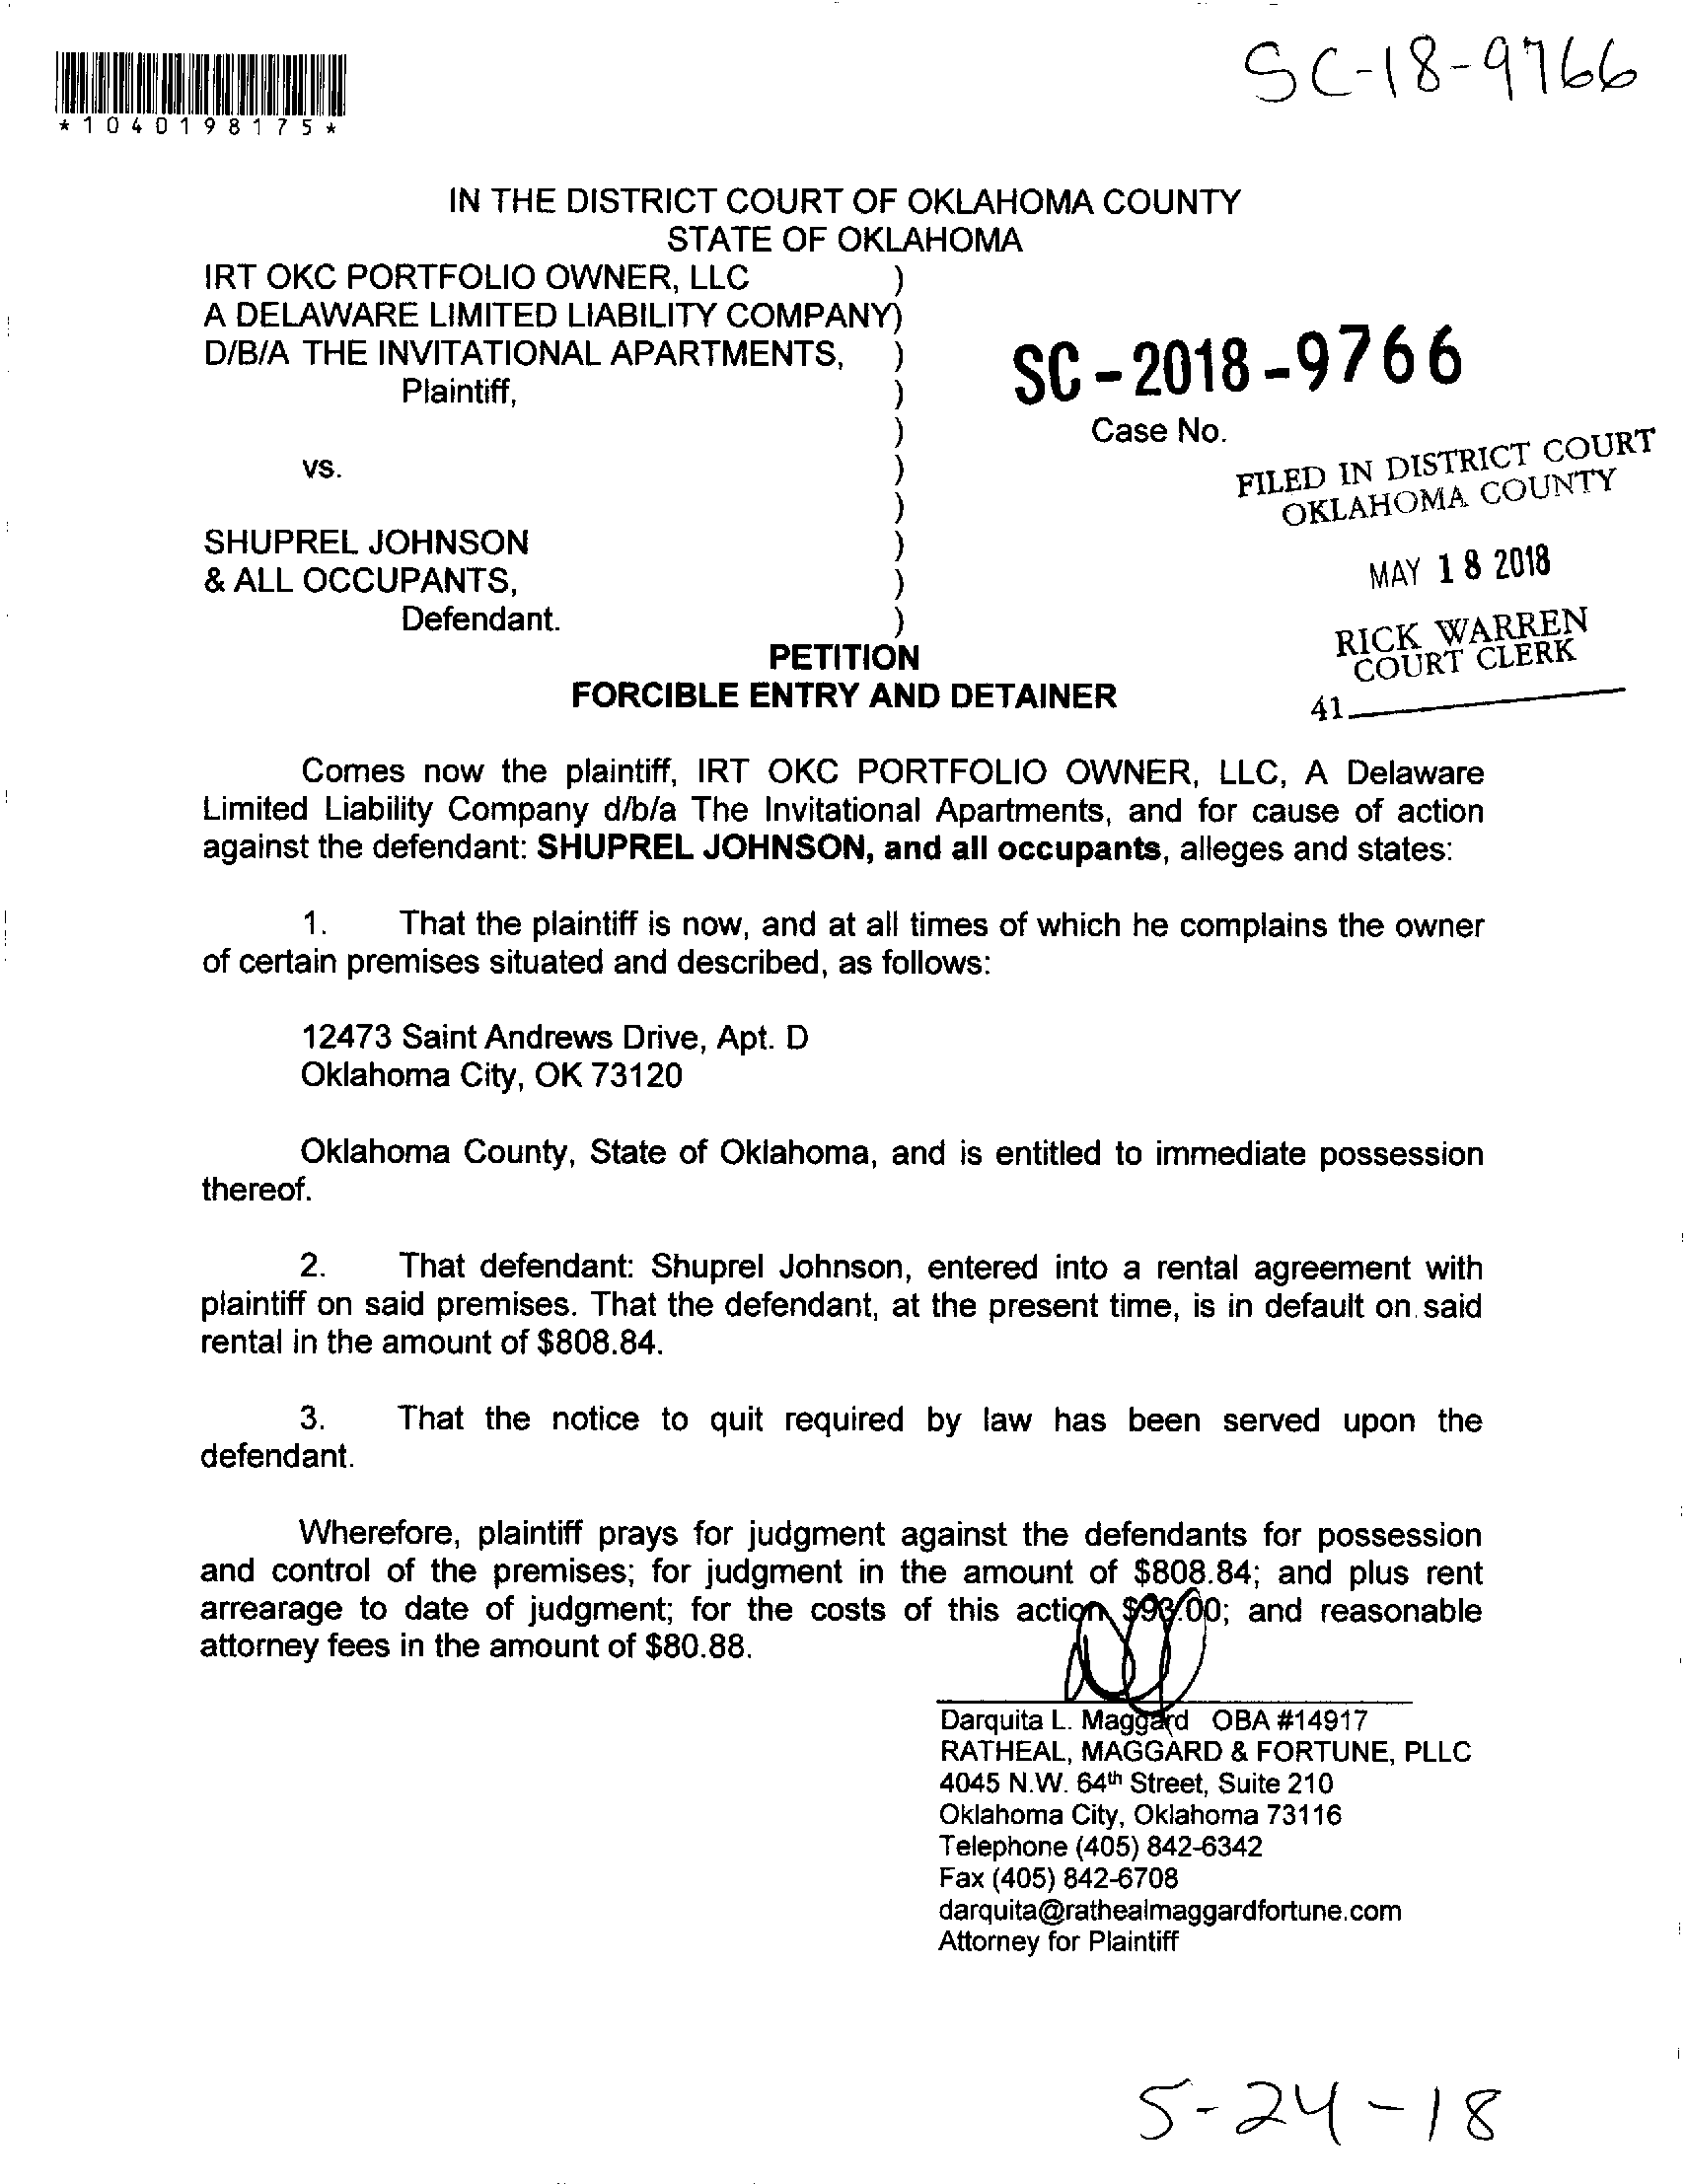 SC-18-9766
*1040198175*
IN THE DISTRICT COURT OF OKLAHOMA COUNTY
STATE OF OKLAHOMA
IRT OKC PORTFOLIO OWNER, LLC )
A DELAWARE LIMITED LIABILITY COMPANY)
D/B/A THE INVITATIONAL APARTMENTS, )
Plaintiff, )
SC-2018-9766
) Case No.
vs. )
)
FILED IN DISTRICT COURT
OKLAHOMA COUNTY
SHUPREL JOHNSON )
& ALL OCCUPANTS, )
Defendant. )
MAY 18 2018
RICK WARREN
COURT CLERK
41
PETITION
FORCIBLE ENTRY AND DETAINER
Comes now the plaintiff, IRT OKC PORTFOLIO OWNER, LLC, A Delaware
Limited Liability Company d/b/a The Invitational Apartments, and for cause of action
against the defendant: SHUPREL JOHNSON, and all occupants, alleges and states:
1. That the plaintiff is now, and at all times of which he complains the owner
of certain premises situated and described, as follows:
12473 Saint Andrews Drive, Apt. D
Oklahoma City, OK 73120
Oklahoma County, State of Oklahoma, and is entitled to immediate possession
thereof.
2. That defendant: Shuprel Johnson, entered into a rental agreement with
plaintiff on said premises. That the defendant, at the present time, is in default on said
rental in the amount of $808.84.
3. That the notice to quit required by law has been served upon the
defendant.
Wherefore, plaintiff prays for judgment against the defendants for possession
and control of the premises; for judgment in the amount of $808.84; and plus rent
arrearage to date of judgment; for the costs of this action $93.00; and reasonable
attorney fees in the amount of $80.88.
Darquita L. Maggard OBA #14917
RATHEAL, MAGGARD & FORTUNE, PLLC
4045 N.W. 64th Street, Suite 210
Oklahoma City, Oklahoma 73116
Telephone (405) 842-6342
Fax (405) 842-6708
darquita@rathealmaggardfortune.com
Attorney for Plaintiff
5-24-18